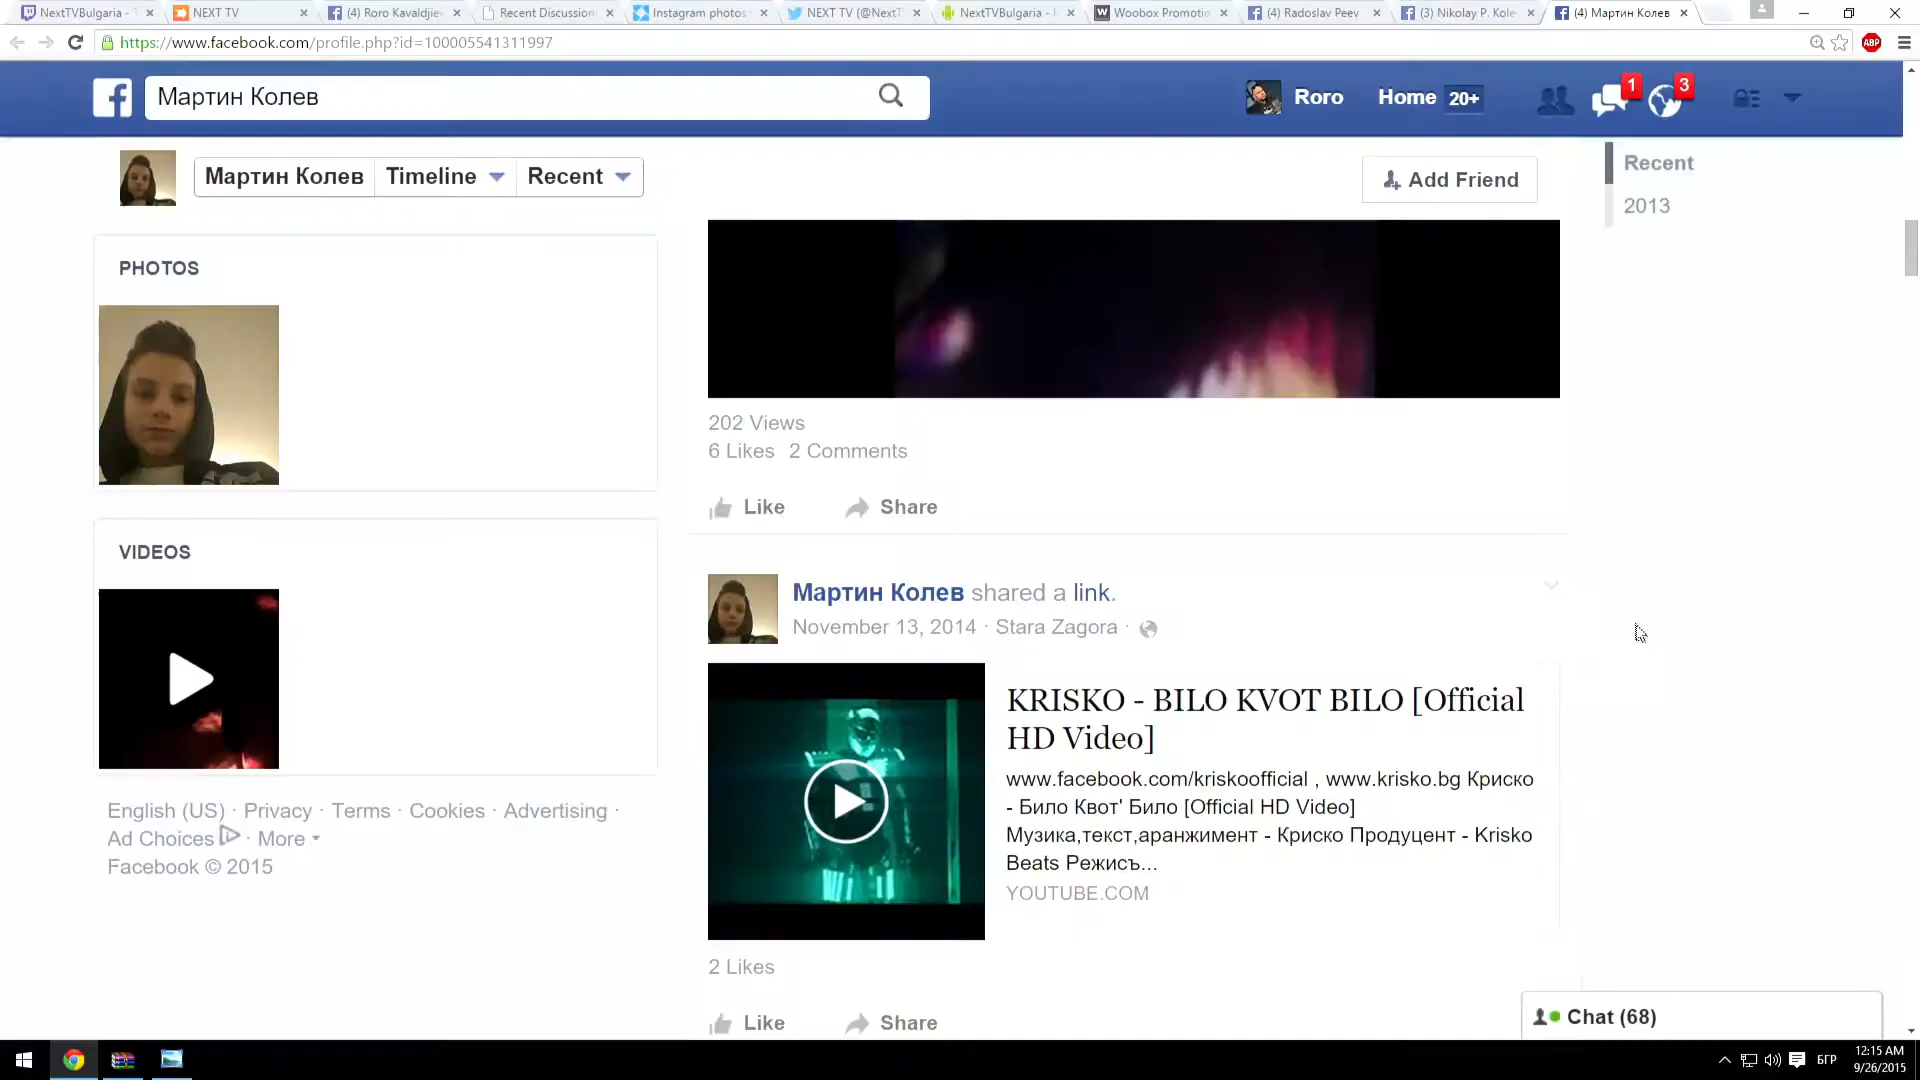 NextTVBulgaria -
NEXT TV
(4) Roro Kavaldjie
Recent Discussion
Instagram photos
NEXT TV (@NextT
NextTVBulgaria -
Woobox Promotio
(4) Radoslav Peev
(3) Nikolay P. Kole
(4) Мартин Колев
https://www.facebook.com/profile.php?id=100005541311997
ABP
Мартин Колев
Roro
Home 20+
1
3
Мартин Колев
Timeline
Recent
Add Friend
Recent
2013
PHOTOS
202 Views
6 Likes 2 Comments
Like
Share
VIDEOS
Мартин Колев shared a link.
November 13, 2014 · Stara Zagora ·
KRISKO - BILO KVOT BILO [Official
HD Video]
www.facebook.com/kriskoofficial , www.krisko.bg Криско
- Било Квот' Било [Official HD Video]
Музика,текст,аранжимент - Криско Продуцент - Krisko
Beats Режисъ...
YOUTUBE.COM
English (US) · Privacy · Terms · Cookies · Advertising ·
Ad Choices · More
Facebook © 2015
2 Likes
Like
Share
Chat (68)
БГР
12:15 AM
9/26/2015